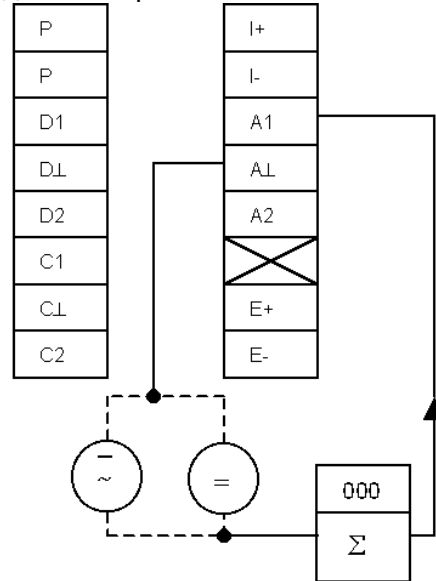 P
P
D1
D⊥
D2
C1
C⊥
C2
I+
I-
A1
A⊥
A2
E+
E-
~
=
000
Σ